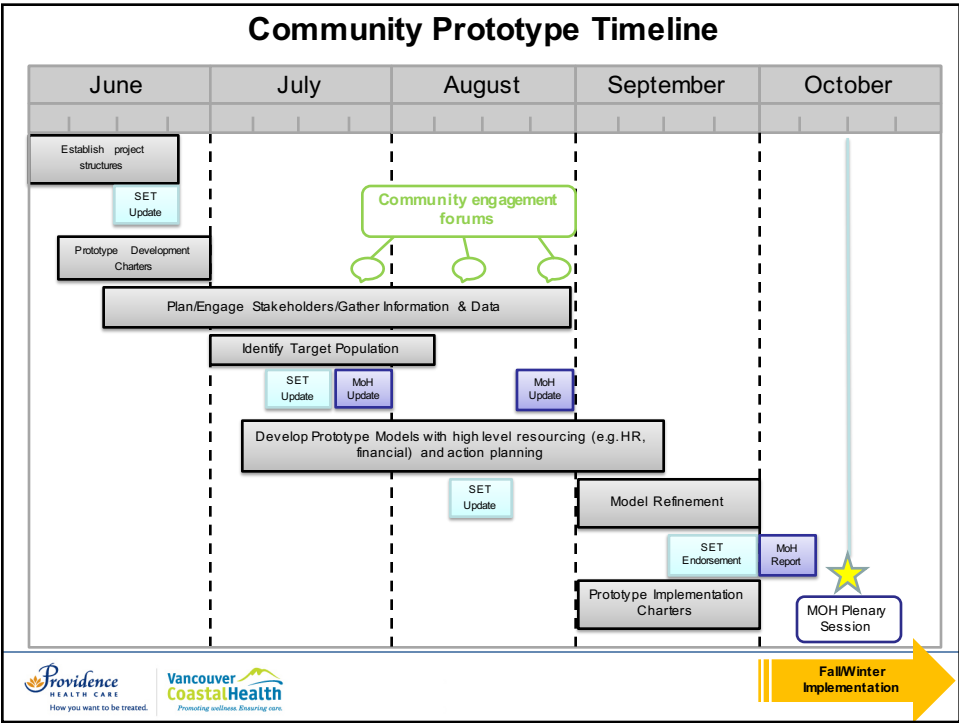 Community Prototype Timeline
June
July
August
September
October
Establish project
structures
SET
Update
Community engagement
forums
Prototype Development
Charters
Plan/Engage Stakeholders/Gather Information & Data
Identify Target Population
SET
Update
MoH
Update
MoH
Update
Develop Prototype Models with high level resourcing (e.g. HR,
financial) and action planning
SET
Update
Model Refinement
SET
Endorsement
MoH
Report
Prototype Implementation
Charters
MOH Plenary
Session
Providence
HEALTH CARE
How you want to be treated.
Vancouver
CoastalHealth
Promoting wellness. Ensuring care.
Fall/Winter
Implementation